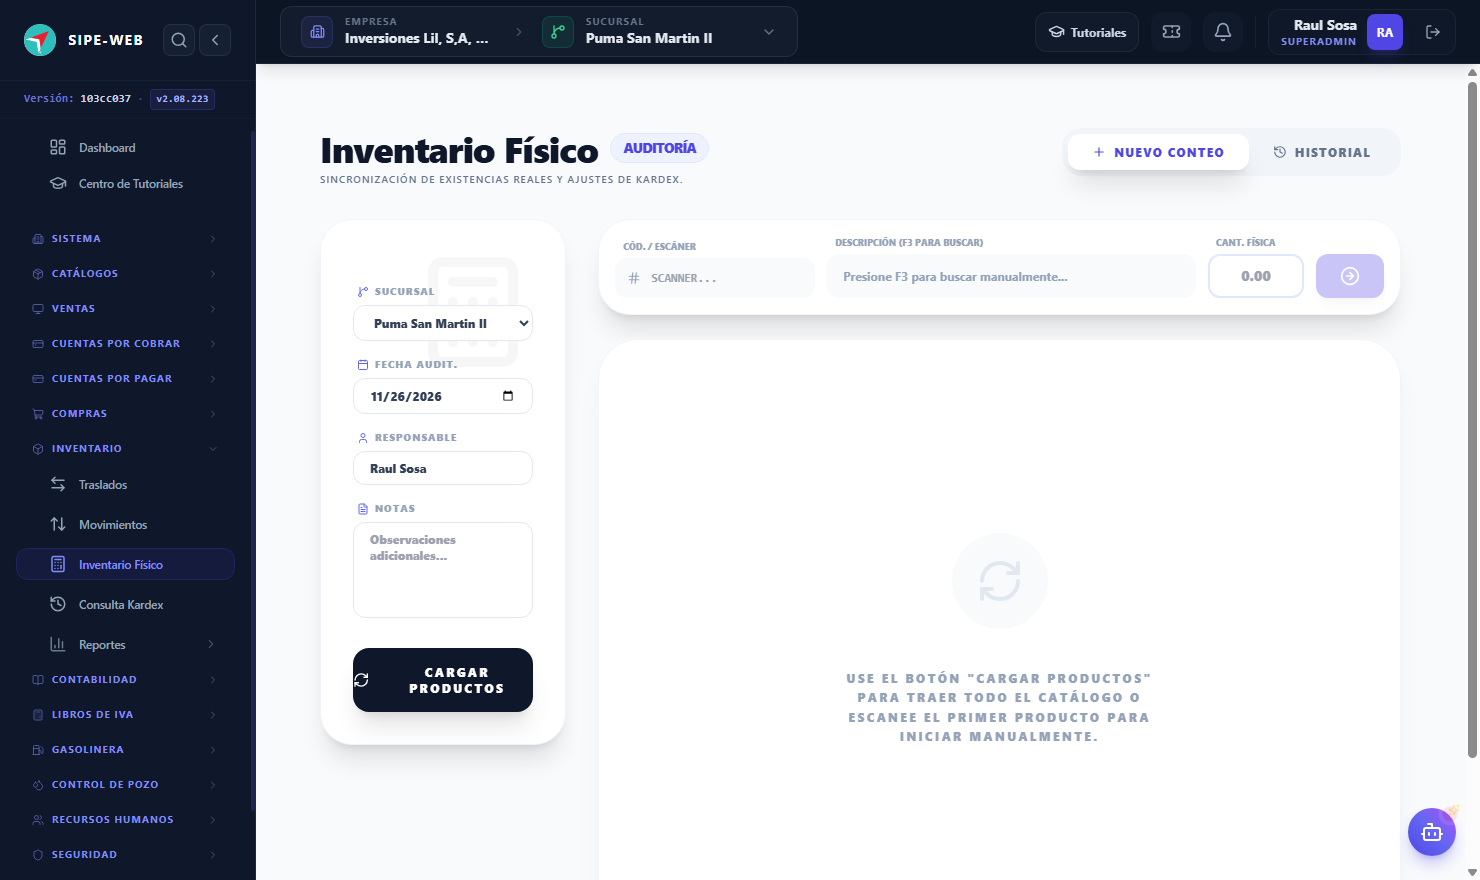 SIPE-WEB
Versión: 103cc037 · v2.08.223
Dashboard
Centro de Tutoriales
SISTEMA
CATÁLOGOS
VENTAS
CUENTAS POR COBRAR
CUENTAS POR PAGAR
COMPRAS
INVENTARIO
Traslados
Movimientos
Inventario Físico
Consulta Kardex
Reportes
CONTABILIDAD
LIBROS DE IVA
GASOLINERA
CONTROL DE POZO
RECURSOS HUMANOS
SEGURIDAD
EMPRESA
Inversiones Lil, S,A, ...
SUCURSAL
Puma San Martin II
Tutoriales
Raul Sosa
SUPERADMIN
RA
Inventario Físico
AUDITORÍA
SINCRONIZACIÓN DE EXISTENCIAS REALES Y AJUSTES DE KARDEX.
NUEVO CONTEO
HISTORIAL
SUCURSAL
Puma San Martin II
FECHA AUDIT.
11/26/2026
RESPONSABLE
Raul Sosa
NOTAS
Observaciones
adicionales...
CARGAR
PRODUCTOS
CÓD. / ESCÁNER
# SCANNER...
DESCRIPCIÓN (F3 PARA BUSCAR)
Presione F3 para buscar manualmente...
CANT. FÍSICA
0.00
USE EL BOTÓN "CARGAR PRODUCTOS"
PARA TRAER TODO EL CATÁLOGO O
ESCANEE EL PRIMER PRODUCTO PARA
INICIAR MANUALMENTE.